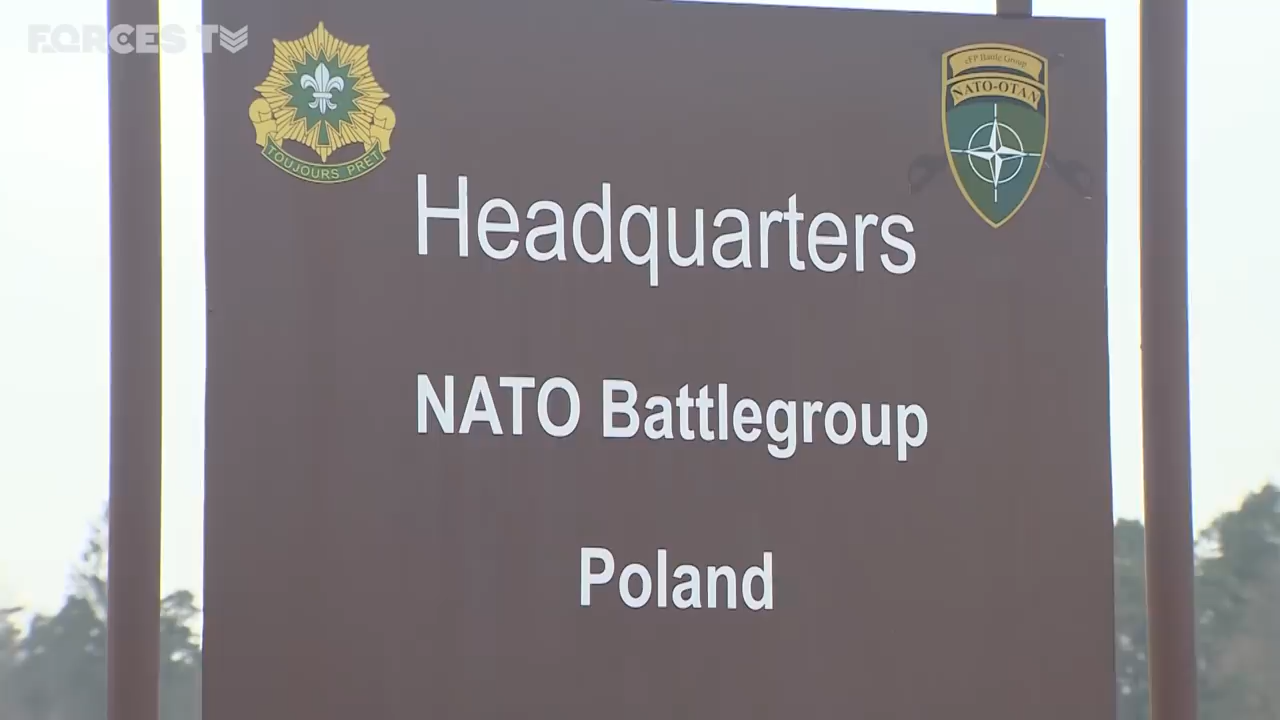 FORCES TV
eFP Battle Group
NATO-OTAN
TOUJOURS PRET
Headquarters
NATO Battlegroup
Poland